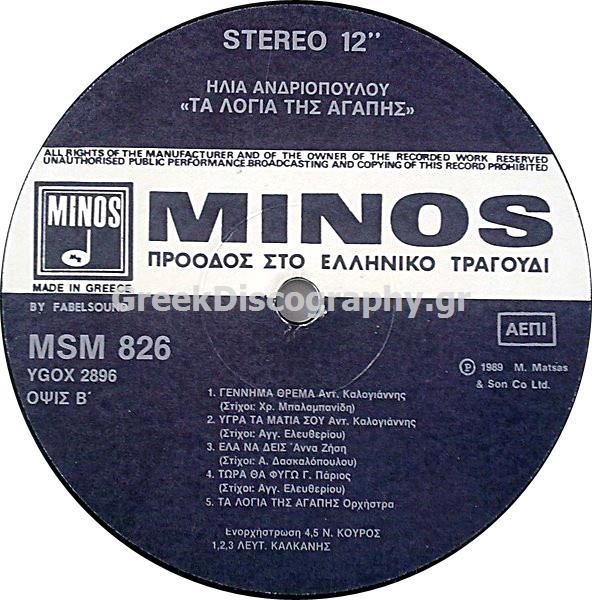 STEREO 12"
ΗΛΙΑ ΑΝΔΡΙΟΠΟΥΛΟΥ
«ΤΑ ΛΟΓΙΑ ΤΗΣ ΑΓΑΠΗΣ»
ALL RIGHTS OF THE MANUFACTURER AND OF THE OWNER OF THE RECORDED WORK RESERVED
UNAUTHORISED PUBLIC PERFORMANCE.BROADCASTING AND COPYING OF THIS RECORD PROHIBITED
MINOS
MINOS
ΠΡΟΟΔΟΣ ΣΤΟ ΕΛΛΗΝΙΚΟ ΤΡΑΓΟΥΔΙ
MADE IN GREECE
GreekDiscography.gr
BY FABELSOUND
ΑΕΠΙ
MSM 826
YGOX 2896
ΟΨΙΣ Β΄
Ⓟ 1989 M. Matsas
& Son Co Ltd.
1. ΓΕΝΝΗΜΑ ΘΡΕΜΑ Αντ. Καλογιάννης
(Στίχοι: Χρ. Μπαλαμπανίδη)
2. ΥΓΡΑ ΤΑ ΜΑΤΙΑ ΣΟΥ Αντ. Καλογιάννης
(Στίχοι: Αγγ. Ελευθερίου)
3. ΕΛΑ ΝΑ ΔΕΙΣ Άννα Ζήση
(Στίχοι: Α. Δασκαλόπουλου)
4. ΤΩΡΑ ΘΑ ΦΥΓΩ Γ. Πάριος
(Στίχοι: Αγγ. Ελευθερίου)
5. ΤΑ ΛΟΓΙΑ ΤΗΣ ΑΓΑΠΗΣ Ορχήστρα
Ενορχήστρωση 4,5 Ν. ΚΟΥΡΟΣ
1,2,3 ΛΕΥΤ. ΚΑΛΚΑΝΗΣ